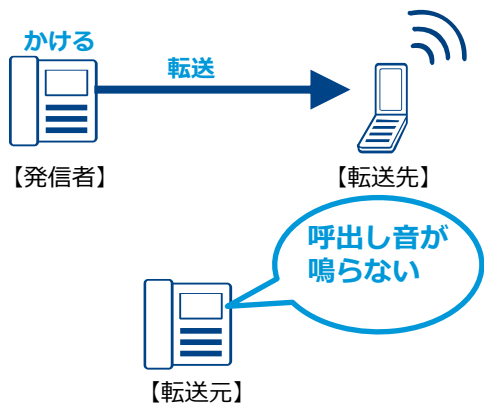 かける
転送
【発信者】
【転送先】
呼出し音が
鳴らない
【転送元】